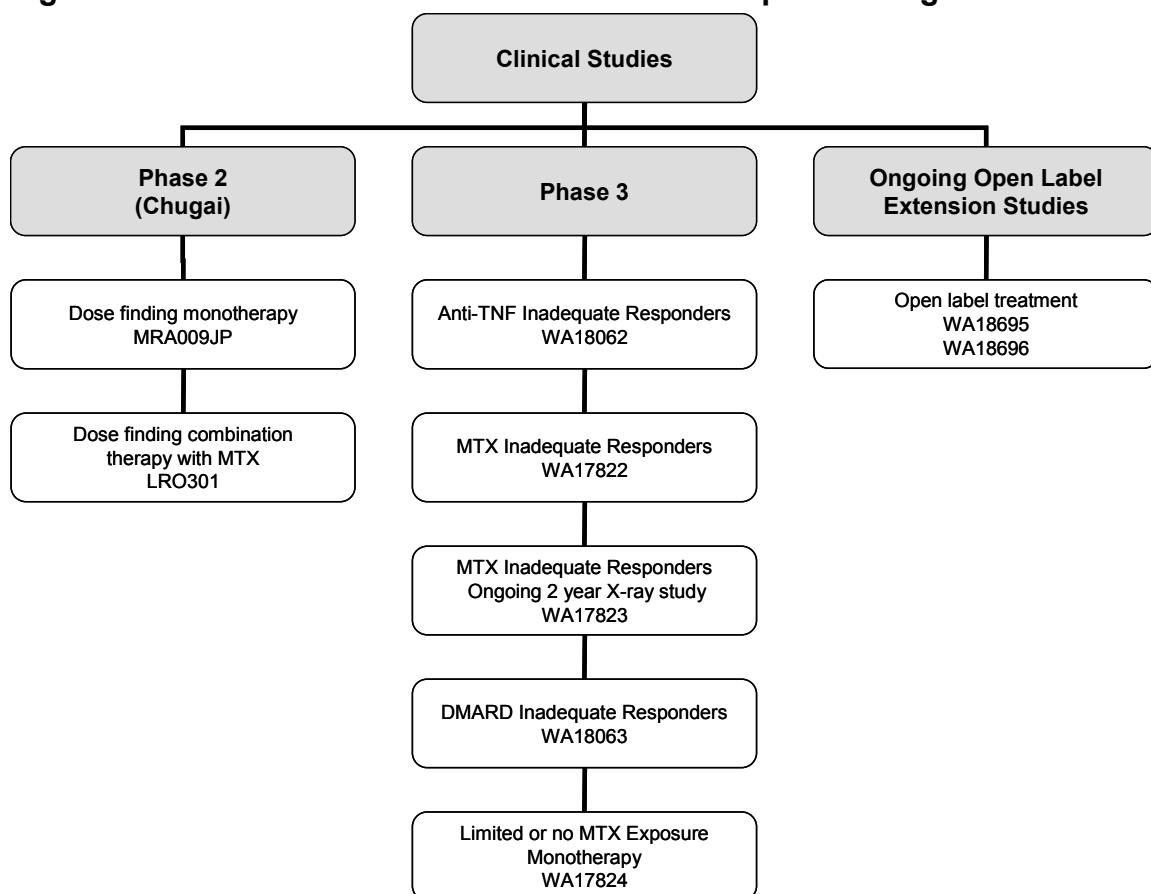 Clinical Studies
Phase 2
(Chugai)
Phase 3
Ongoing Open Label
Extension Studies
Dose finding monotherapy
MRA009JP
Anti-TNF Inadequate Responders
WA18062
Open label treatment
WA18695
WA18696
Dose finding combination
therapy with MTX
LRO301
MTX Inadequate Responders
WA17822
MTX Inadequate Responders
Ongoing 2 year X-ray study
WA17823
DMARD Inadequate Responders
WA18063
Limited or no MTX Exposure
Monotherapy
WA17824